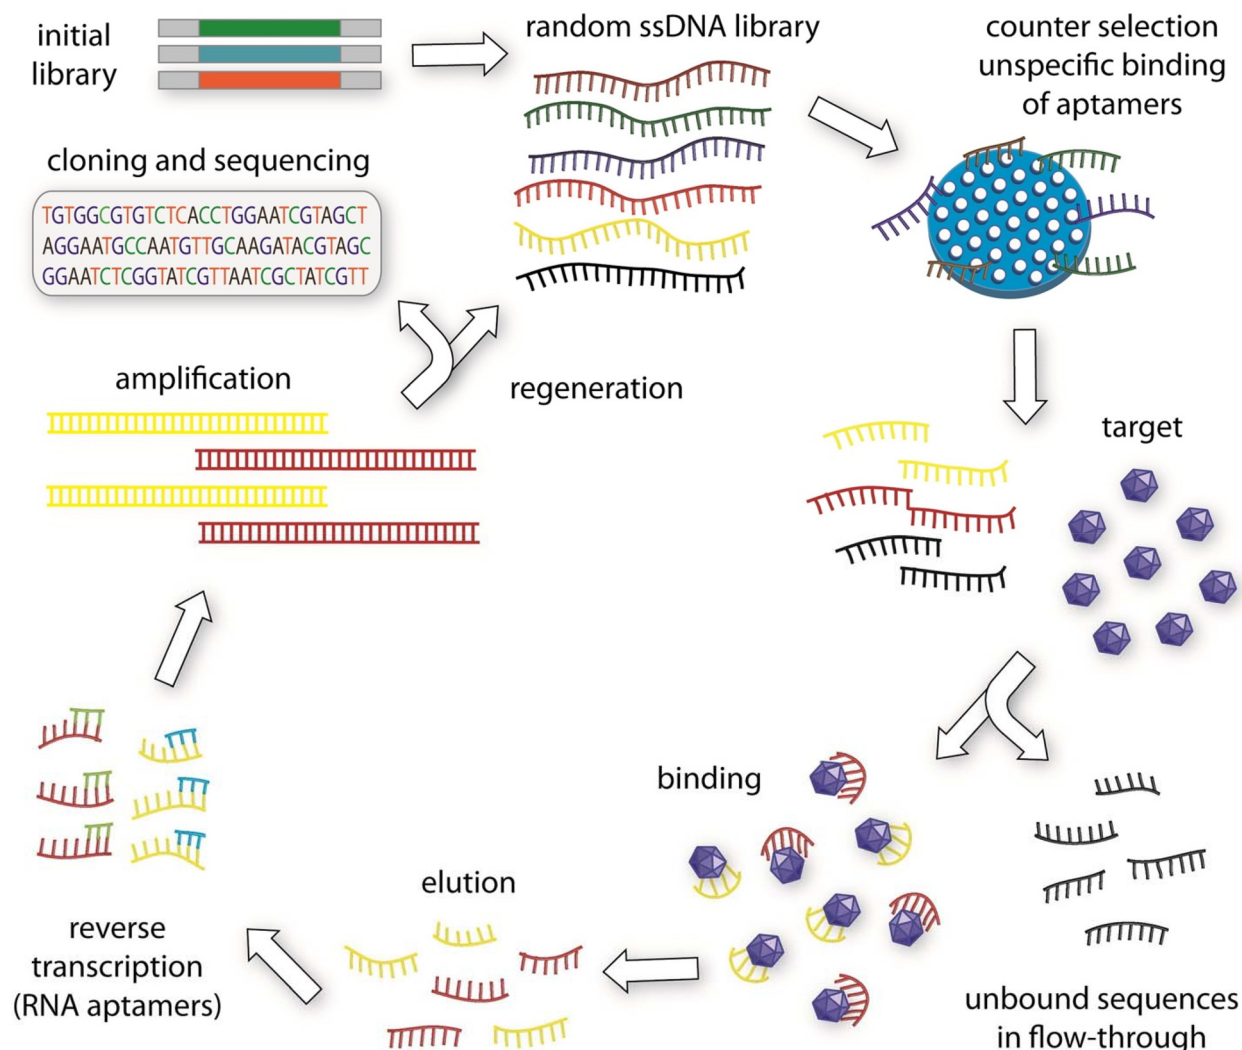 initial
library
random ssDNA library
counter selection
unspecific binding
of aptamers
cloning and sequencing
TGTGGCGTGTCTCACCTGGAATCGTAGCT
AGGAATGCCAATGTTGCAAGATACGTAGC
GGAATCTCGGTATCGTTAATCGCTATCGTT
amplification
regeneration
target
binding
elution
reverse
transcription
(RNA aptamers)
unbound sequences
in flow-through